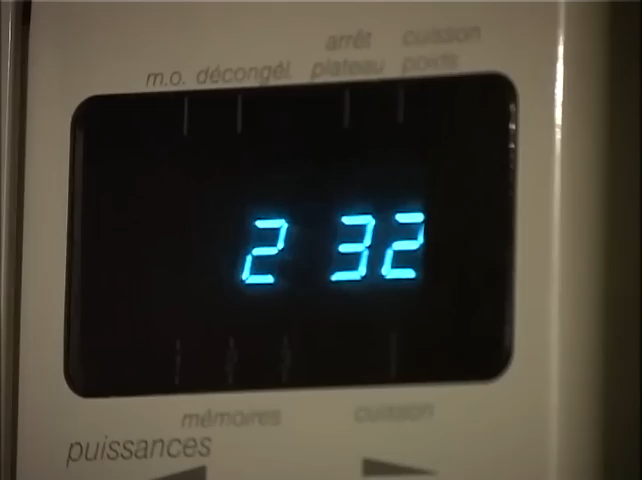 arrêt cuisson
m.o. décongél. plateau poids
2 32
mémoires cuisson
puissances